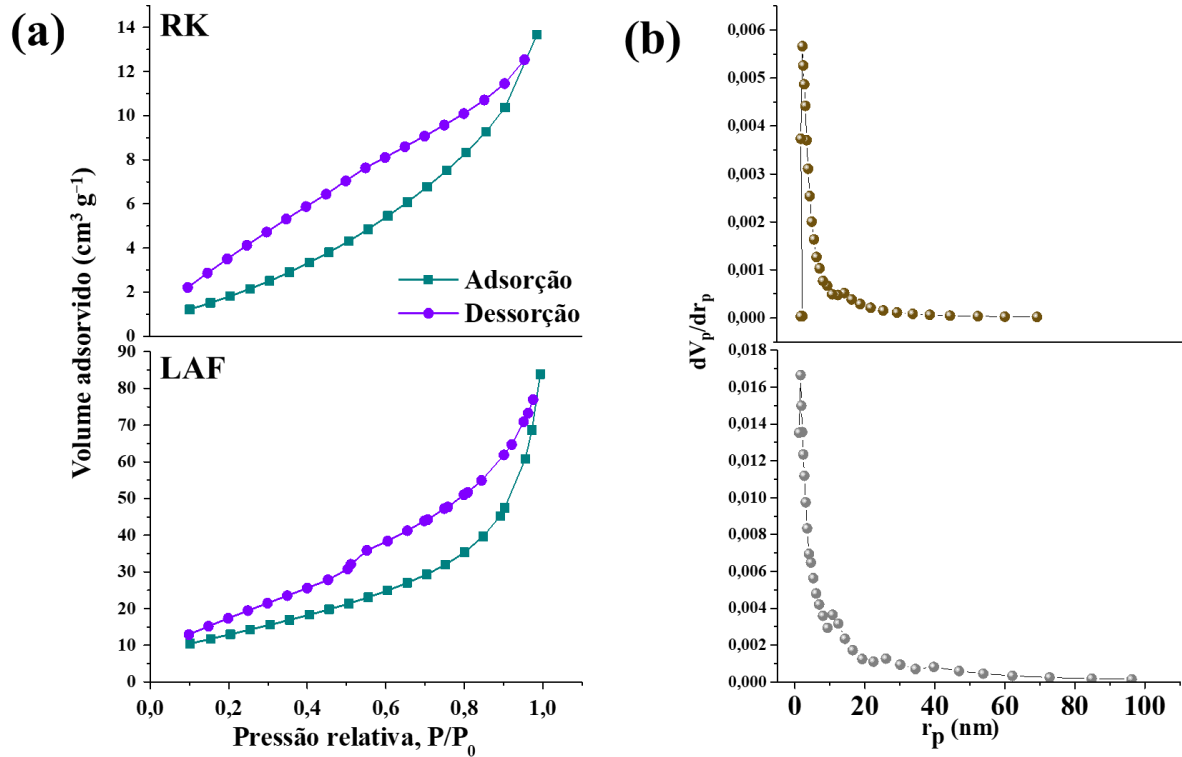 (a)
RK
14
12
10
8
6
4
2
0
Adsorção
Dessorção
LAF
90
80
70
60
50
40
30
20
10
0
0,0 0,2 0,4 0,6 0,8 1,0
Volume adsorvido (cm³ g⁻¹)
Pressão relativa, P/P₀
(b)
0,006
0,005
0,004
0,003
0,002
0,001
0,000
0,018
0,016
0,014
0,012
0,010
0,008
0,006
0,004
0,002
0,000
0 20 40 60 80 100
dVₚ/drₚ
rₚ (nm)